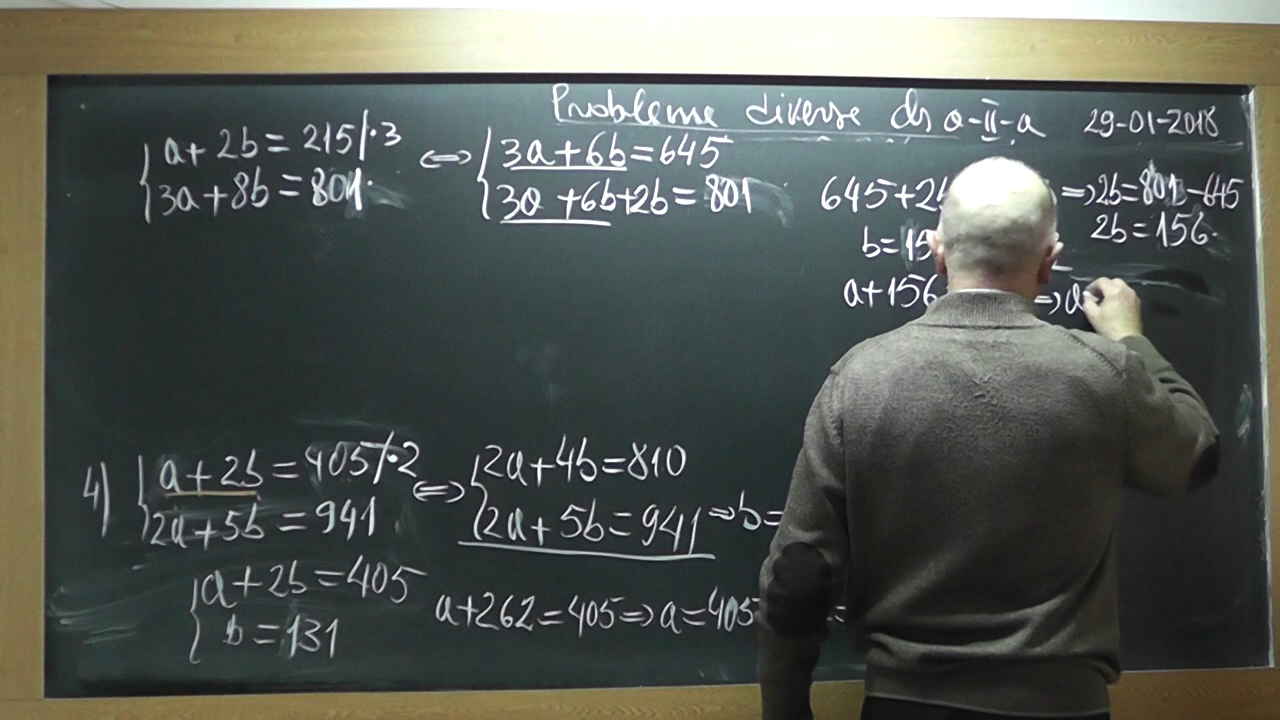 Probleme diverse cls a-II-a 29-01-2018
a+2b=215/·3
3a+8b=801
⇔
3a+6b=645
3a+6b+2b=801
645+2b
⇒2b=801-645
2b=156
b=15
a+156
⇒a=
4)
a+2b=405/·2
2a+5b=941
⇔
2a+4b=810
2a+5b=941⇒b=
a+2b=405
b=131
a+262=405⇒a=405